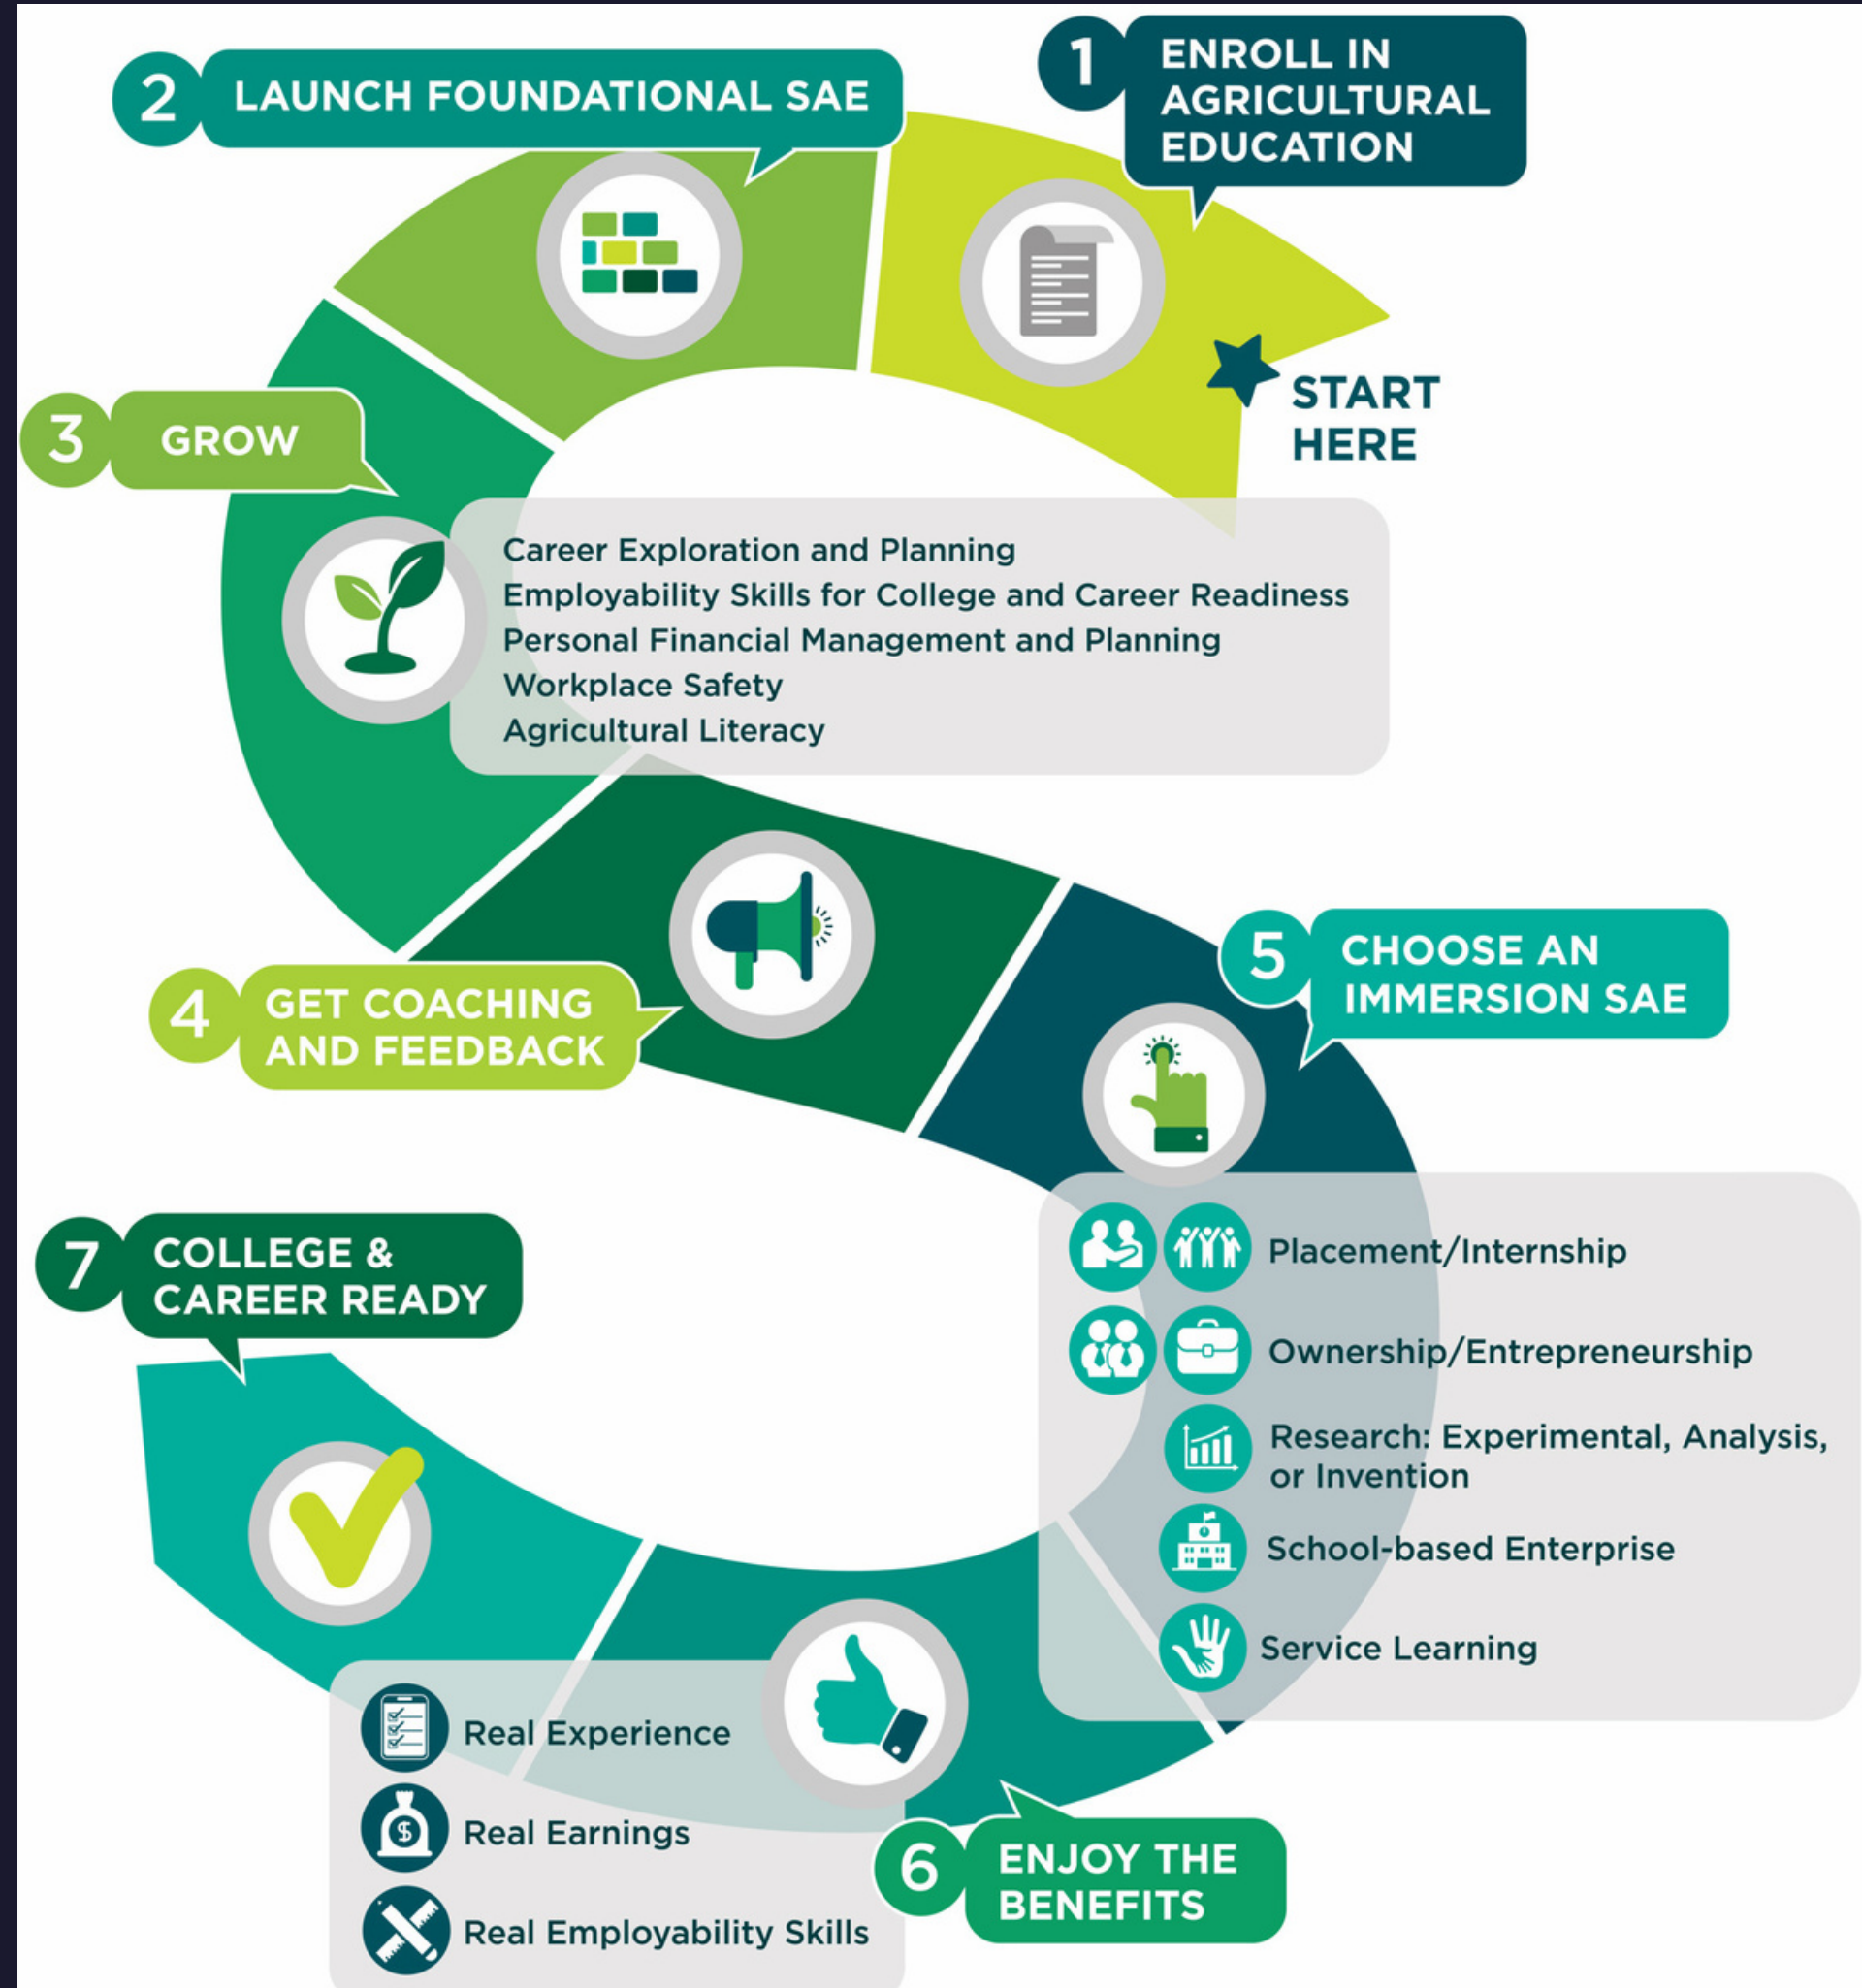 1
ENROLL IN
AGRICULTURAL
EDUCATION
START
HERE
2
LAUNCH FOUNDATIONAL SAE
3
GROW
Career Exploration and Planning
Employability Skills for College and Career Readiness
Personal Financial Management and Planning
Workplace Safety
Agricultural Literacy
4
GET COACHING
AND FEEDBACK
5
CHOOSE AN
IMMERSION SAE
Placement/Internship
Ownership/Entrepreneurship
Research: Experimental, Analysis,
or Invention
School-based Enterprise
Service Learning
6
ENJOY THE
BENEFITS
Real Experience
$
Real Earnings
Real Employability Skills
7
COLLEGE &
CAREER READY